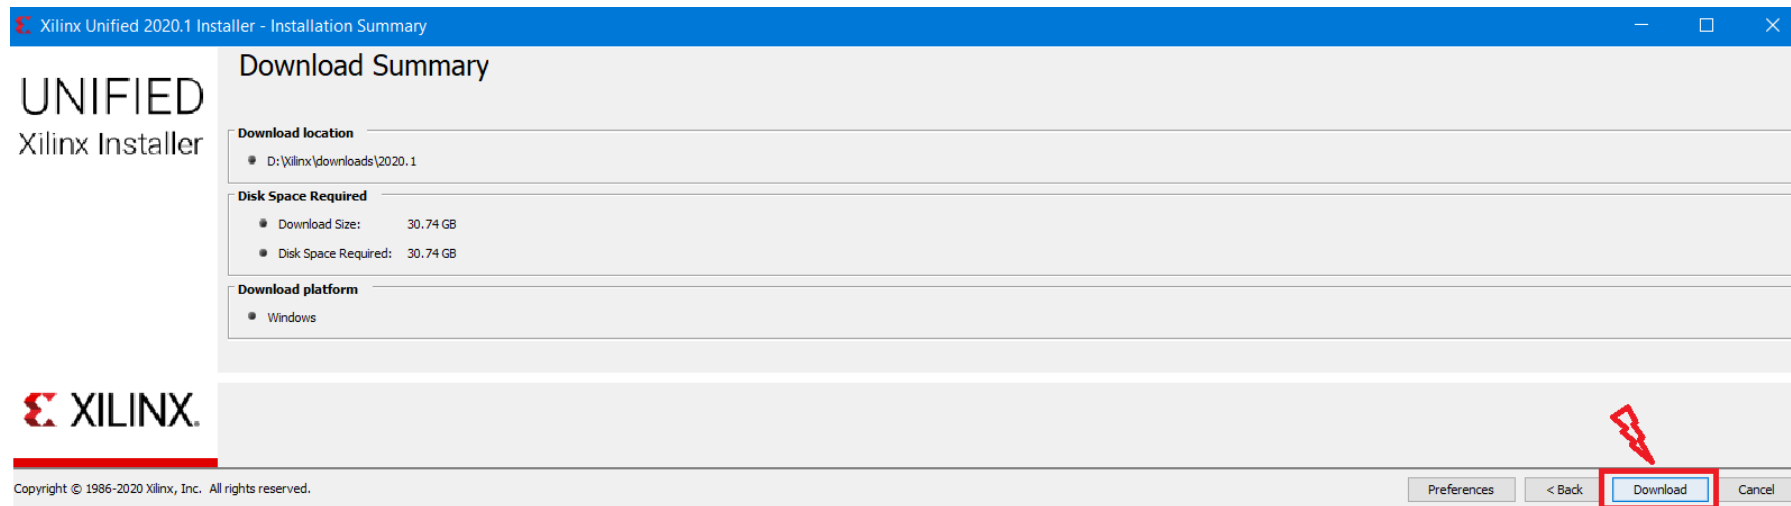 Xilinx Unified 2020.1 Installer - Installation Summary
UNIFIED
Xilinx Installer
Download Summary
Download location
D:\Xilinx\downloads\2020.1
Disk Space Required
Download Size: 30.74 GB
Disk Space Required: 30.74 GB
Download platform
Windows
XILINX.
Copyright © 1986-2020 Xilinx, Inc. All rights reserved.
Preferences < Back Download Cancel